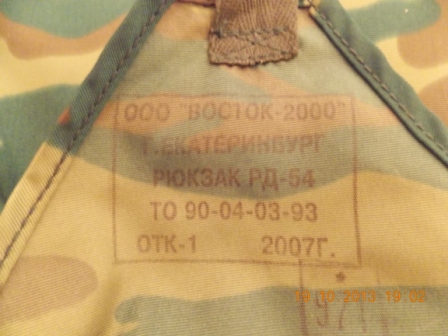 ООО "ВОСТОК-2000"
Г.ЕКАТЕРИНБУРГ
РЮКЗАК РД-54
ТО 90-04-03-93
ОТК-1 2007Г.